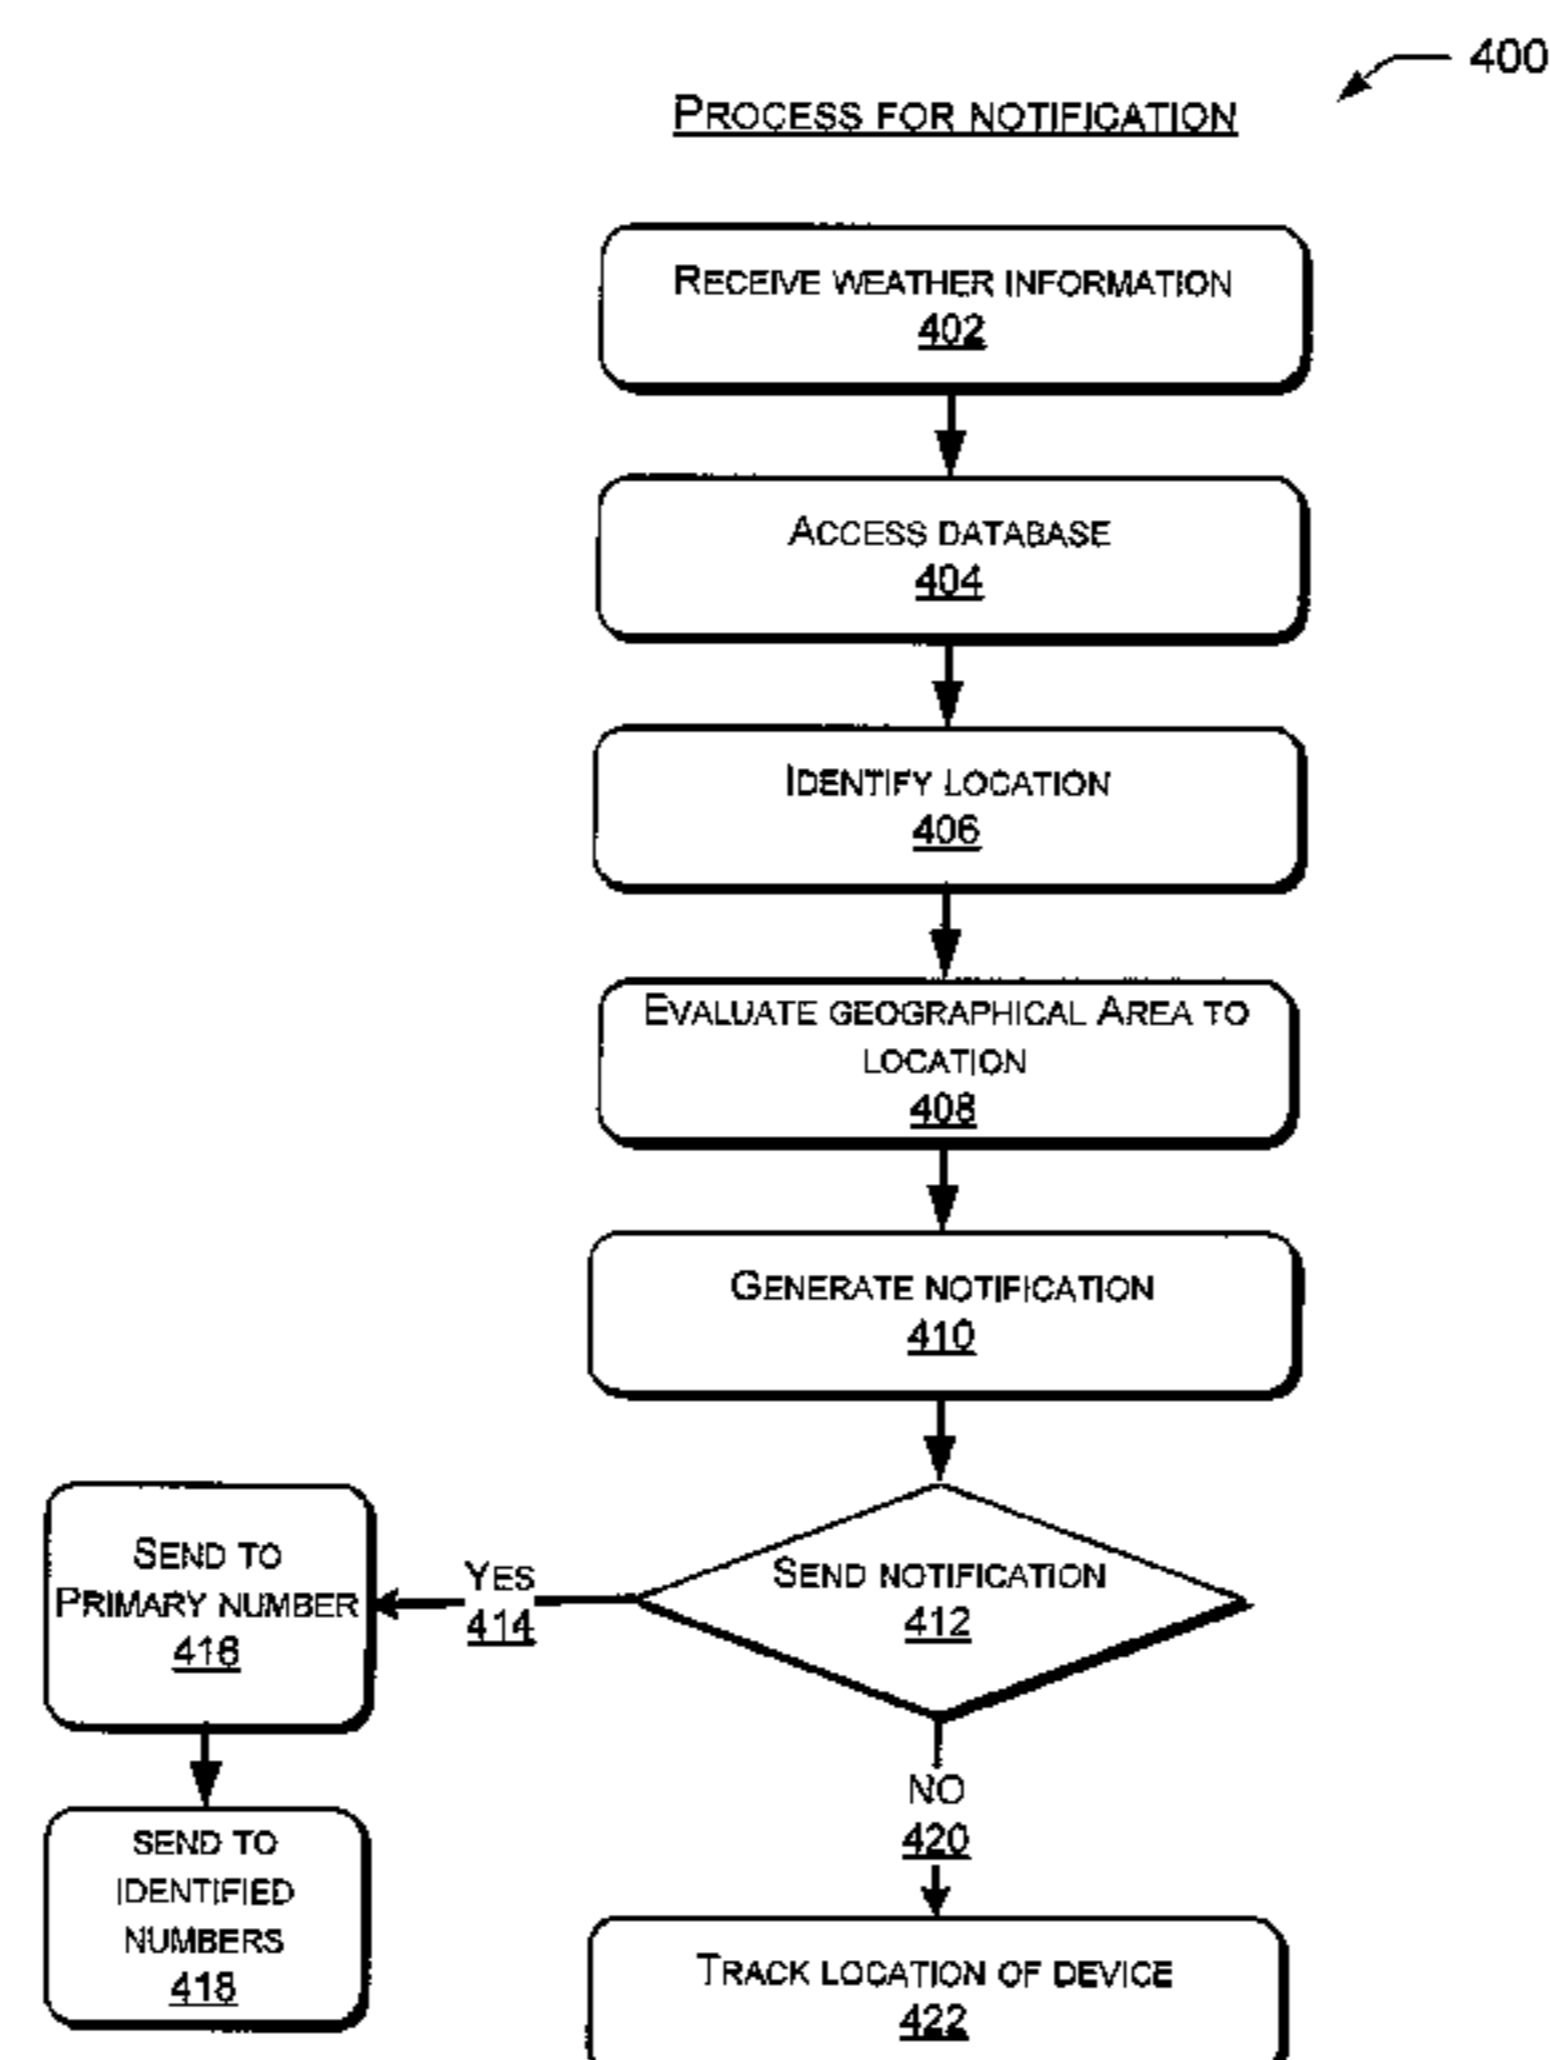 400
PROCESS FOR NOTIFICATION
RECEIVE WEATHER INFORMATION
402
ACCESS DATABASE
404
IDENTIFY LOCATION
406
EVALUATE GEOGRAPHICAL AREA TO
LOCATION
408
GENERATE NOTIFICATION
410
SEND NOTIFICATION
412
YES
414
SEND TO
PRIMARY NUMBER
416
SEND TO
IDENTIFIED
NUMBERS
418
NO
420
TRACK LOCATION OF DEVICE
422